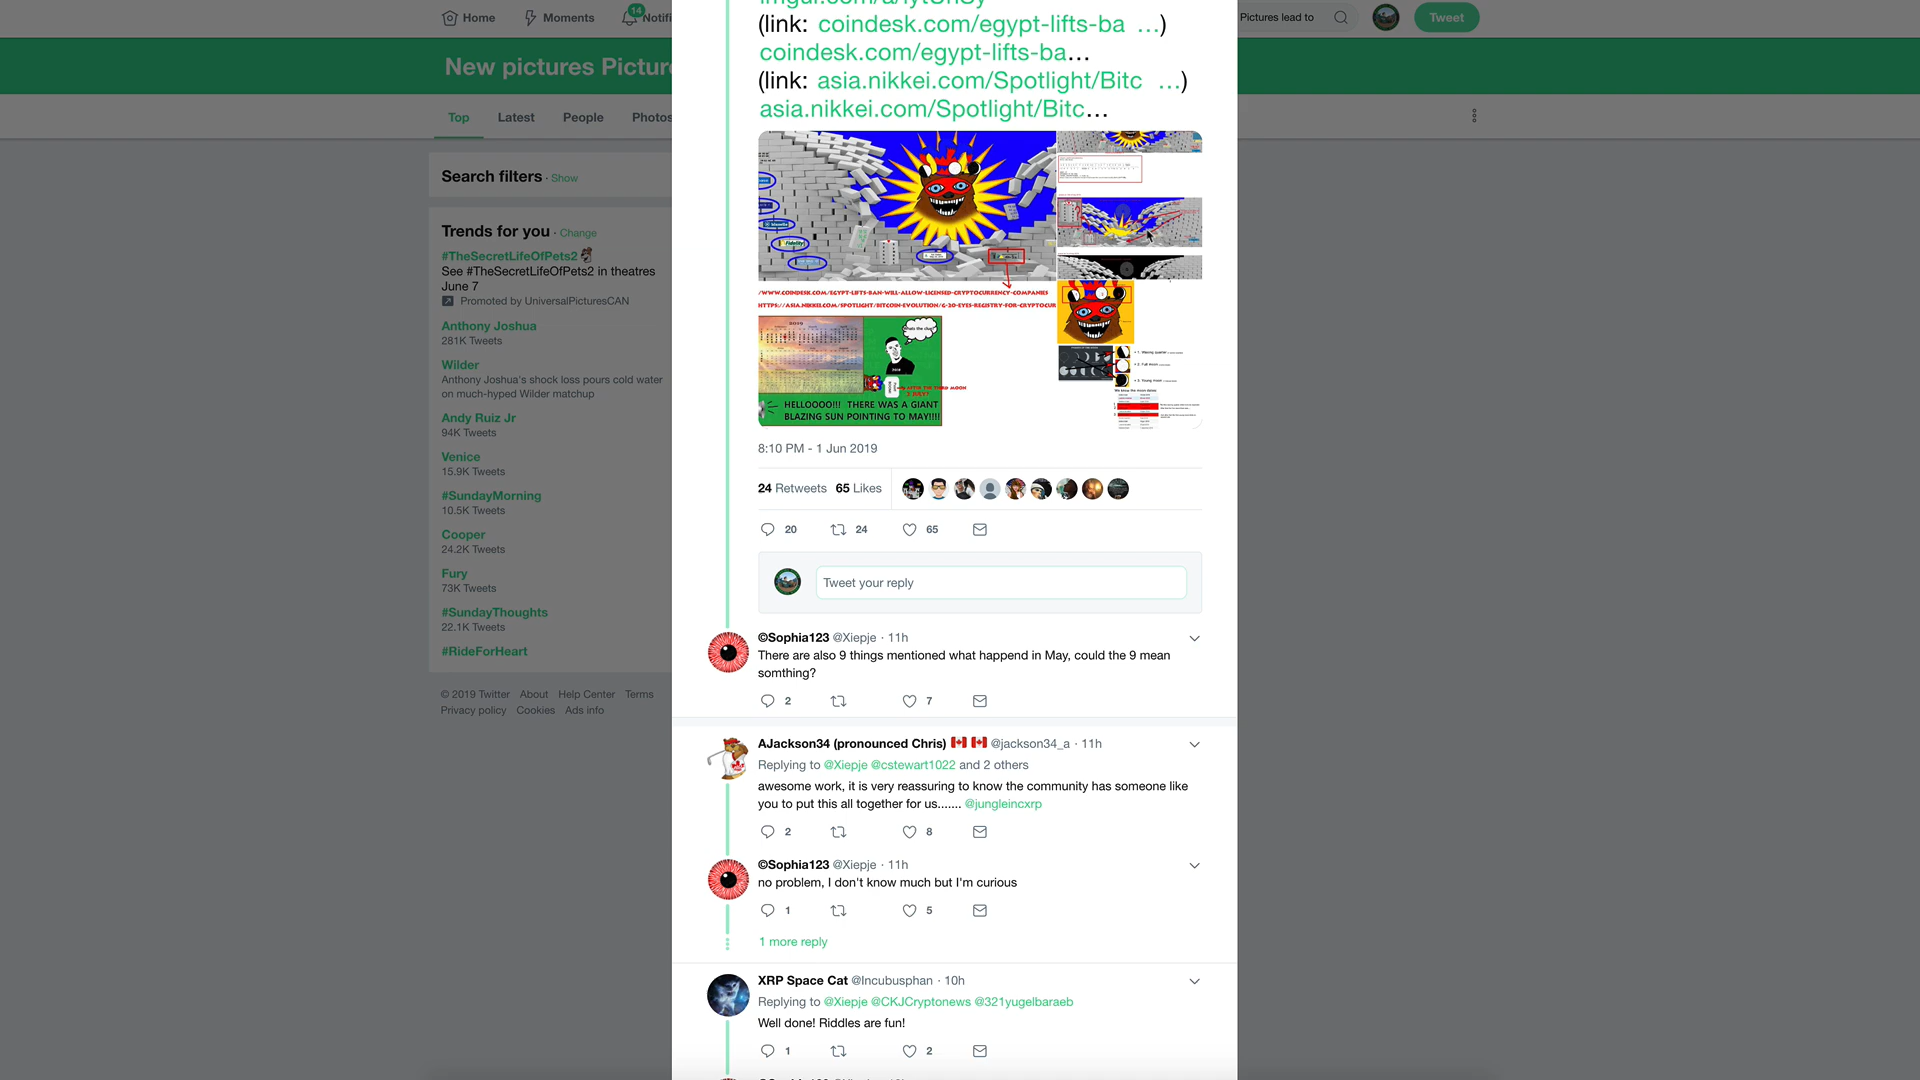 Home
Moments
14
Notifi
Pictures lead to
Tweet
New pictures Pictur
Top
Latest
People
Photos
Search filters · Show
Trends for you · Change
#TheSecretLifeOfPets2
See #TheSecretLifeOfPets2 in theatres
June 7
Promoted by UniversalPicturesCAN
Anthony Joshua
281K Tweets
Wilder
Anthony Joshua's shock loss pours cold water
on much-hyped Wilder matchup
Andy Ruiz Jr
94K Tweets
Venice
15.9K Tweets
#SundayMorning
10.5K Tweets
Cooper
24.2K Tweets
Fury
73K Tweets
#SundayThoughts
22.1K Tweets
#RideForHeart
© 2019 Twitter About Help Center Terms
Privacy policy Cookies Ads info
(link: coindesk.com/egypt-lifts-ba …)
coindesk.com/egypt-lifts-ba…
(link: asia.nikkei.com/Spotlight/Bitc …)
asia.nikkei.com/Spotlight/Bitc…
Fidelity
/WWW.COINDESK.COM/EGYPT-LIFTS-BAN-WILL-ALLOW-LICENSED-CRYPTOCURRENCY-COMPANIES
HTTPS://ASIA.NIKKEI.COM/SPOTLIGHT/BITCOIN-EVOLUTION/G-20-EYES-REGISTRY-FOR-CRYPTOCUR
2019
AFTER THE THIRD MOON
2 JULY?
HELLOOOO!!! THERE WAS A GIANT
BLAZING SUN POINTING TO MAY!!!!
8:10 PM - 1 Jun 2019
24 Retweets 65 Likes
20 24 65
Tweet your reply
©Sophia123 @Xiepje · 11h
There are also 9 things mentioned what happend in May, could the 9 mean
somthing?
2 7
AJackson34 (pronounced Chris) @jackson34_a · 11h
Replying to @Xiepje @cstewart1022 and 2 others
awesome work, it is very reassuring to know the community has someone like
you to put this all together for us....... @jungleincxrp
2 8
©Sophia123 @Xiepje · 11h
no problem, I don't know much but I'm curious
1 5
1 more reply
XRP Space Cat @Incubusphan · 10h
Replying to @Xiepje @CKJCryptonews @321yugelbaraeb
Well done! Riddles are fun!
1 2